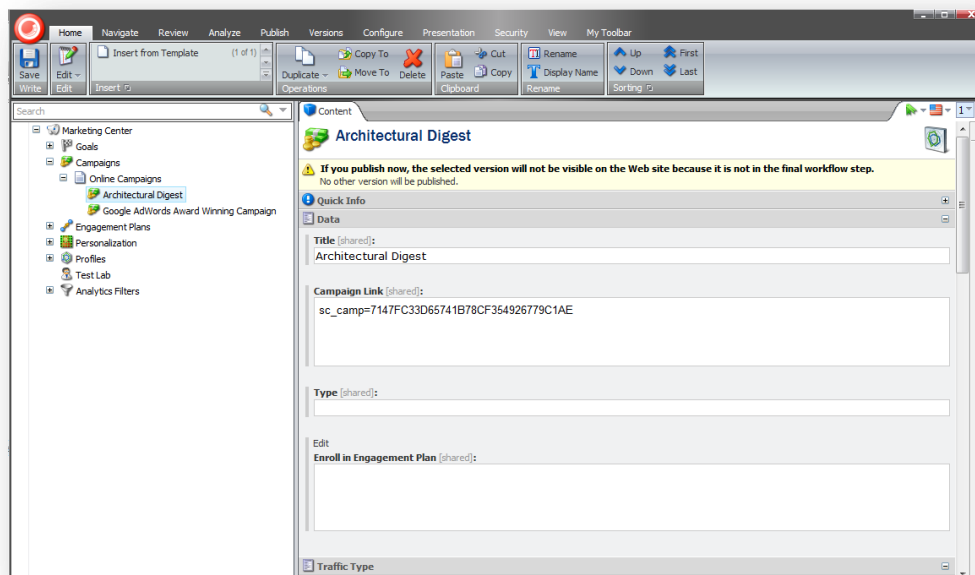 Home Navigate Review Analyze Publish Versions Configure Presentation Security View My Toolbar
Save
Write
Edit
Edit
Insert from Template (1 of 1)
Insert
Duplicate
Copy To
Move To
Delete
Operations
Paste
Cut
Copy
Clipboard
Rename
Display Name
Rename
Up First
Down Last
Sorting
Search
Marketing Center
Goals
Campaigns
Online Campaigns
Architectural Digest
Google AdWords Award Winning Campaign
Engagement Plans
Personalization
Profiles
Test Lab
Analytics Filters
Content
1
Architectural Digest
If you publish now, the selected version will not be visible on the Web site because it is not in the final workflow step.
No other version will be published.
Quick Info
Data
Title [shared]:
Architectural Digest
Campaign Link [shared]:
sc_camp=7147FC33D65741B78CF354926779C1AE
Type [shared]:
Edit
Enroll in Engagement Plan [shared]:
Traffic Type